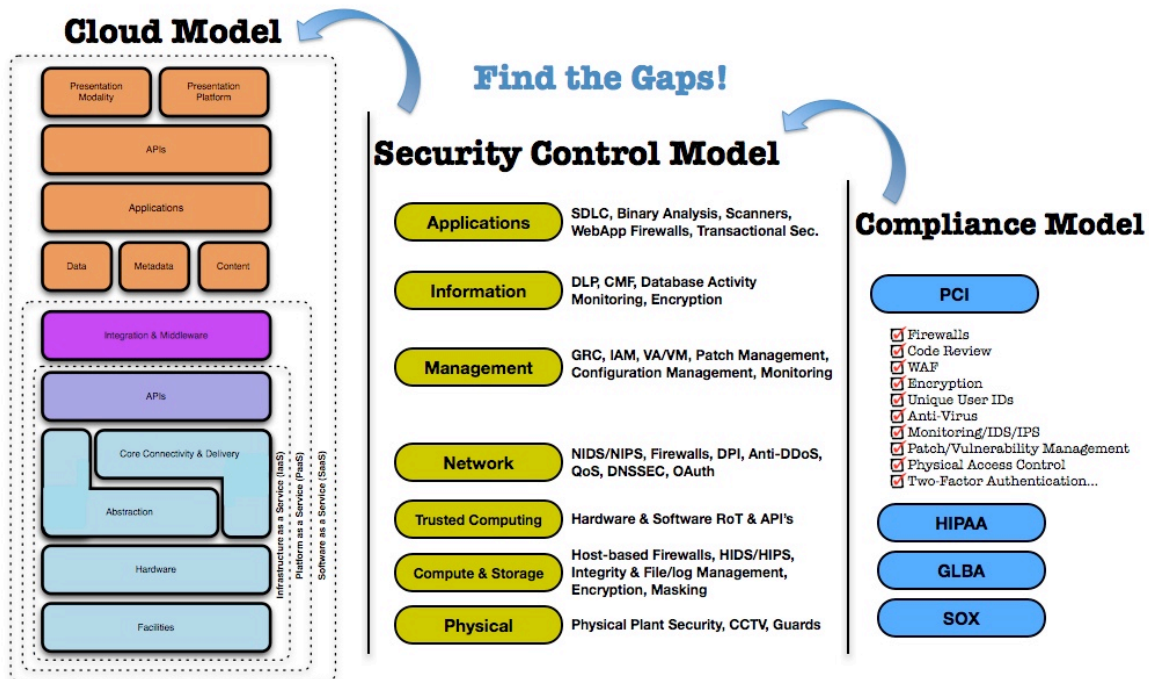 Cloud Model
Find the Gaps!
Presentation
Modality
Presentation
Platform
APIs
Applications
Data
Metadata
Content
Integration & Middleware
APIs
Core Connectivity & Delivery
Abstraction
Hardware
Facilities
Infrastructure as a Service (IaaS)
Platform as a Service (PaaS)
Software as a Service (SaaS)
Security Control Model
Applications
SDLC, Binary Analysis, Scanners,
WebApp Firewalls, Transactional Sec.
Information
DLP, CMF, Database Activity
Monitoring, Encryption
Management
GRC, IAM, VA/VM, Patch Management,
Configuration Management, Monitoring
Network
NIDS/NIPS, Firewalls, DPI, Anti-DDoS,
QoS, DNSSEC, OAuth
Trusted Computing
Hardware & Software RoT & API's
Compute & Storage
Host-based Firewalls, HIDS/HIPS,
Integrity & File/log Management,
Encryption, Masking
Physical
Physical Plant Security, CCTV, Guards
Compliance Model
PCI
Firewalls
Code Review
WAF
Encryption
Unique User IDs
Anti-Virus
Monitoring/IDS/IPS
Patch/Vulnerability Management
Physical Access Control
Two-Factor Authentication...
HIPAA
GLBA
SOX